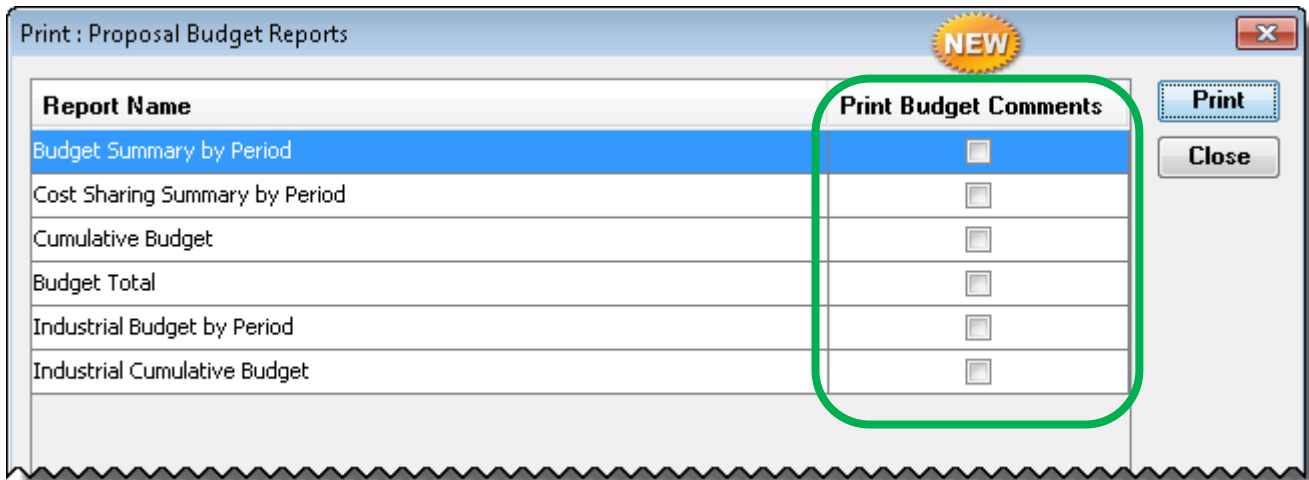 Print : Proposal Budget Reports
NEW
Report Name
Print Budget Comments
Print
Budget Summary by Period
Close
Cost Sharing Summary by Period
Cumulative Budget
Budget Total
Industrial Budget by Period
Industrial Cumulative Budget